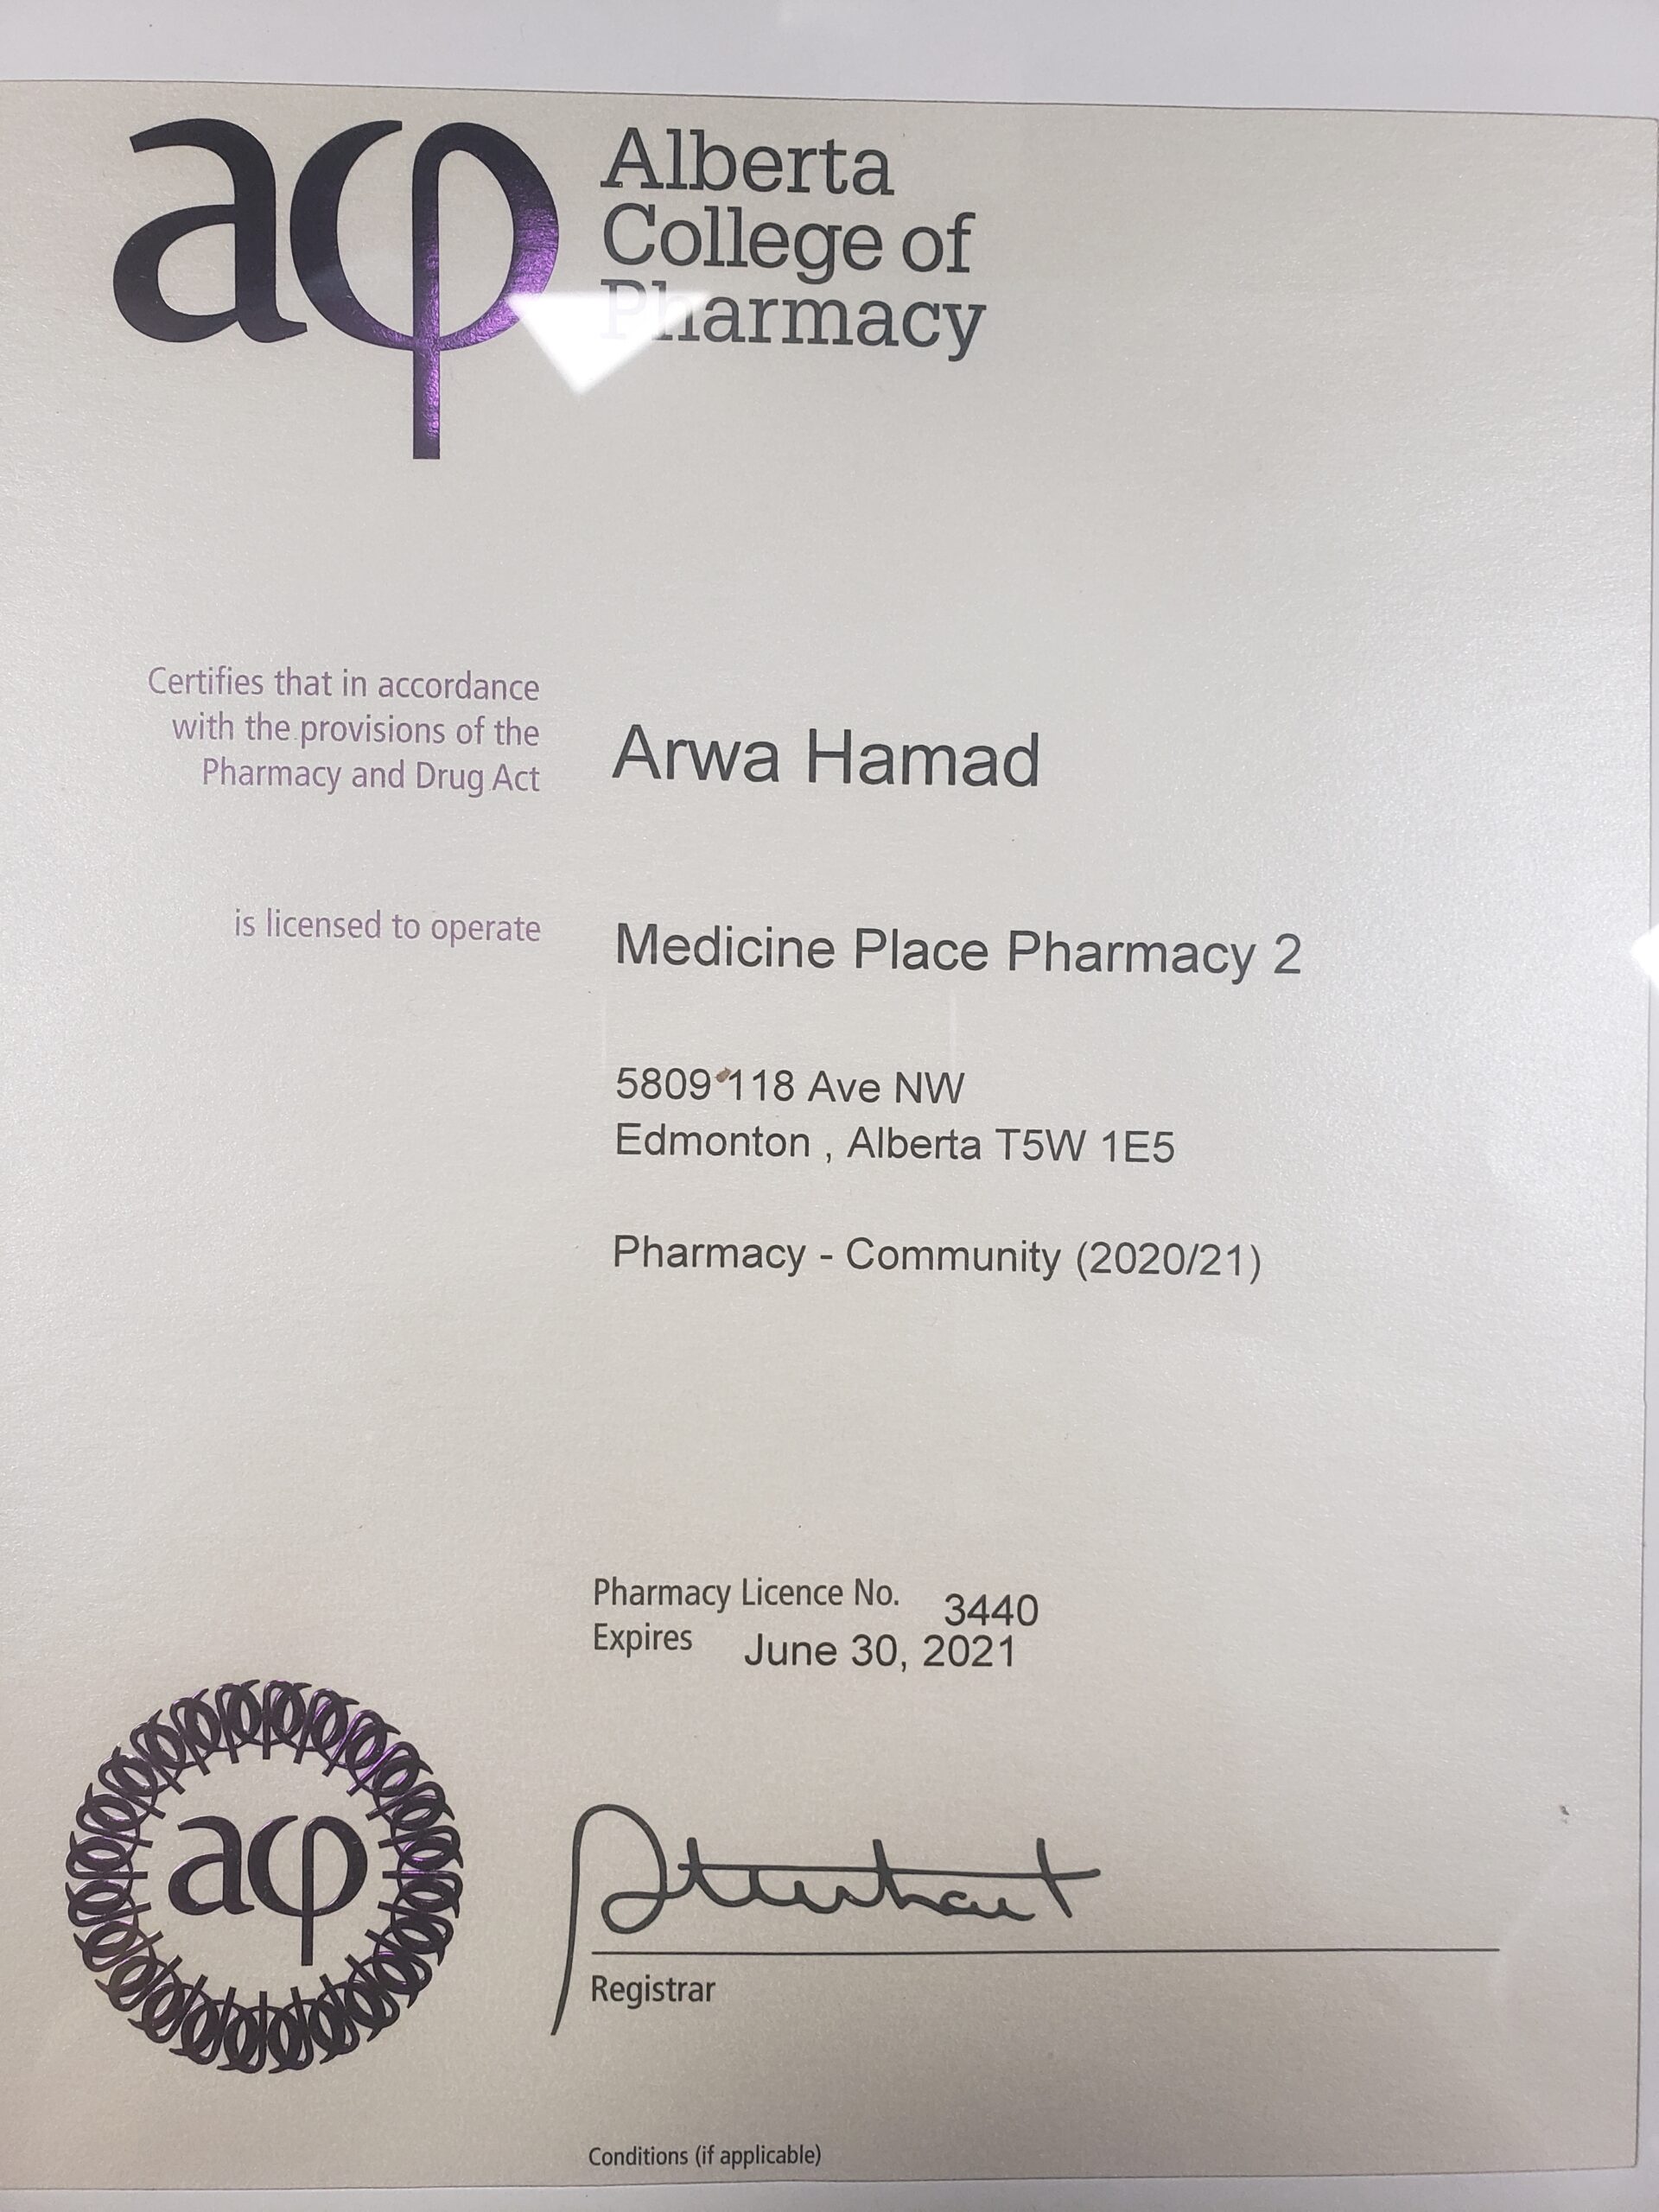 acp
Alberta
College of
Pharmacy
Certifies that in accordance
with the provisions of the
Pharmacy and Drug Act
Arwa Hamad
is licensed to operate
Medicine Place Pharmacy 2
5809 118 Ave NW
Edmonton , Alberta T5W 1E5
Pharmacy - Community (2020/21)
Pharmacy Licence No. 3440
Expires June 30, 2021
acp
Registrar
Conditions (if applicable)